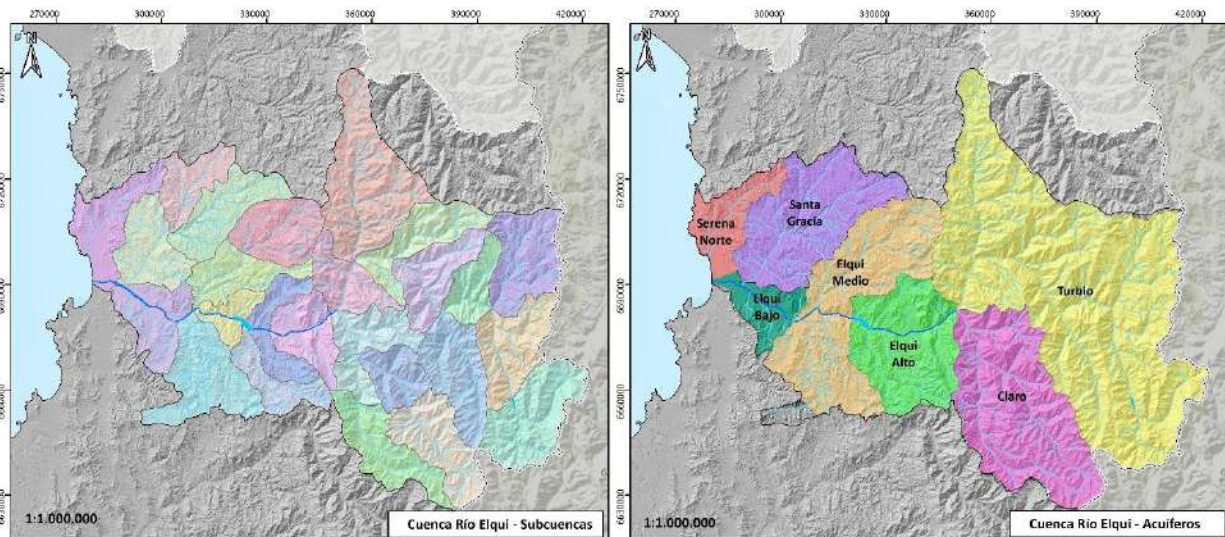 270000 300000 330000 360000 390000 420000
N
6750000
6720000
6690000
6660000
6630000
1:1.000.000
Cuenca Río Elqui - Subcuencas
270000 300000 330000 360000 390000 420000
N
6750000
6720000
6690000
6660000
6630000
Santa
Gracia
Serena
Norte
Elqui
Medio
Elqui
Bajo
Turbio
Elqui
Alto
Claro
1:1.000.000
Cuenca Río Elqui - Acuíferos